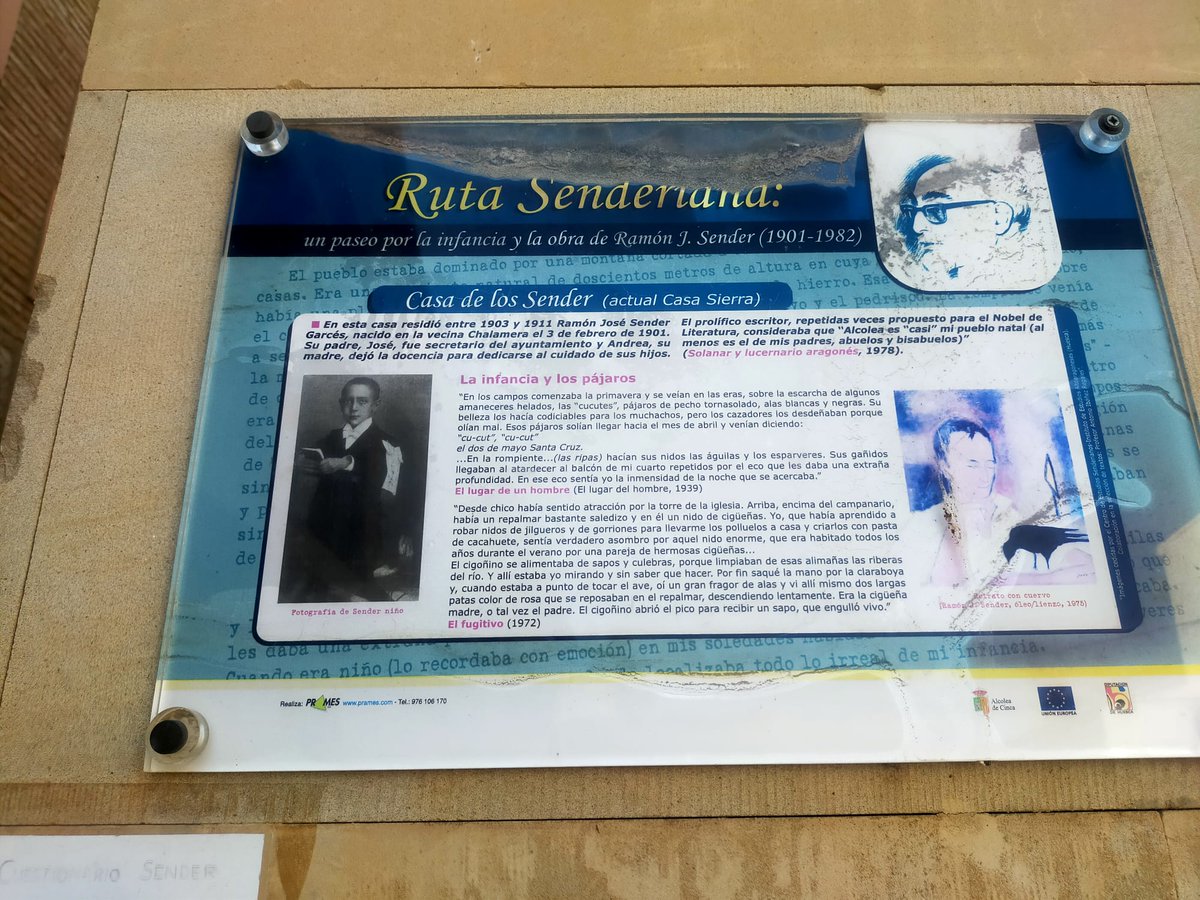 Ruta Senderiana:
un paseo por la infancia y la obra de Ramón J. Sender (1901-1982)
El pueblo estaba dominado por una montaña
natural de doscientos metros de altura en cuya
casas. Era un
hierro.
Casa de los Sender (actual Casa Sierra)
En esta casa residió entre 1903 y 1911 Ramón José Sender
Garcés, nacido en la vecina Chalamera el 3 de febrero de 1901.
Su padre, José, fue secretario del ayuntamiento y Andrea, su
madre, dejó la docencia para dedicarse al cuidado de sus hijos.
El prolífico escritor, repetidas veces propuesto para el Nobel de
Literatura, consideraba que "Alcolea es "casi" mi pueblo natal (al
menos es el de mis padres, abuelos y bisabuelos)"
(Solanar y lucernario aragonés, 1978).
La infancia y los pájaros
"En los campos comenzaba la primavera y se veían en las eras, sobre la escarcha de algunos
amaneceres helados, las "cucutes", pájaros de pecho tornasolado, alas blancas y negras. Su
belleza los hacía codiciables para los muchachos, pero los cazadores los desdeñaban porque
olían mal. Esos pájaros solían llegar hacia el mes de abril y venían diciendo:
"cu-cut", "cu-cut"
el dos de mayo Santa Cruz.
...En la rompiente...(las ripas) hacían sus nidos las águilas y los esparveres. Sus gañidos
llegaban al atardecer al balcón de mi cuarto repetidos por el eco que les daba una extraña
profundidad. En ese eco sentía yo la inmensidad de la noche que se acercaba."
El lugar de un hombre (El lugar del hombre, 1939)
"Desde chico había sentido atracción por la torre de la iglesia. Arriba, encima del campanario,
había un repalmar bastante saledizo y en él un nido de cigüeñas. Yo, que había aprendido a
robar nidos de jilgueros y de gorriones para llevarme los polluelos a casa y criarlos con pasta
de cacahuete, sentía verdadero asombro por aquel nido enorme, que era habitado todos los
años durante el verano por una pareja de hermosas cigüeñas...
El cigoñino se alimentaba de sapos y culebras, porque limpiaban de esas alimañas las riberas
del río. Y allí estaba yo mirando y sin saber que hacer. Por fin saqué la mano por la claraboya
y, cuando estaba a punto de tocar el ave, oí un gran fragor de alas y vi allí mismo dos largas
patas color de rosa que se reposaban en el repalmar, descendiendo lentamente. Era la cigüeña
madre, o tal vez el padre. El cigoñino abrió el pico para recibir un sapo, que engulló vivo."
El fugitivo (1972)
Fotografía de Sender niño
Retrato con cuervo
(Ramón J. Sender, óleo/lienzo, 1975)
les daba una
en mis soledades
Cuando era niño (lo recordaba con emoción)
localizaba todo lo irreal de mi infancia.
Realiza: PRAMES www.prames.com · Tel.: 976 106 170
Alcolea
de Cinca
UNIÓN EUROPEA
DIPUTACIÓN
DE HUESCA
CUESTIONARIO SENDER